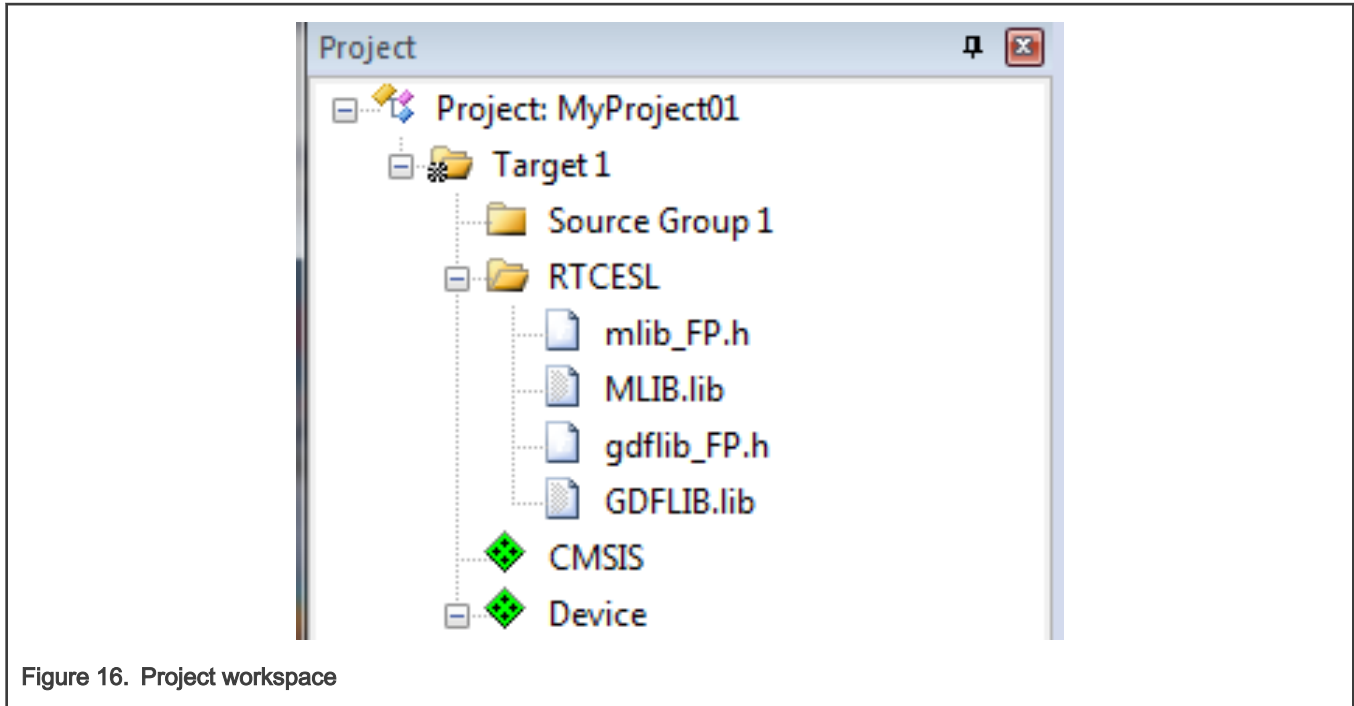 Project
Project: MyProject01
Target 1
Source Group 1
RTCESL
mlib_FP.h
MLIB.lib
gdflib_FP.h
GDFLIB.lib
CMSIS
Device
Figure 16. Project workspace